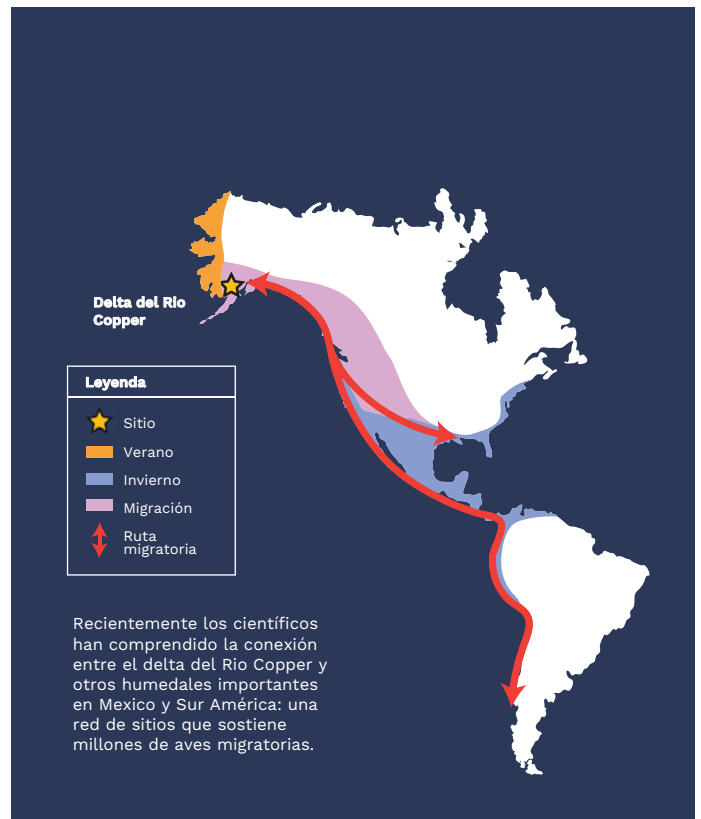 Delta del Rio
Copper
Leyenda
Sitio
Verano
Invierno
Migración
Ruta
migratoria
Recientemente los científicos
han comprendido la conexión
entre el delta del Rio Copper y
otros humedales importantes
en Mexico y Sur América: una
red de sitios que sostiene
millones de aves migratorias.